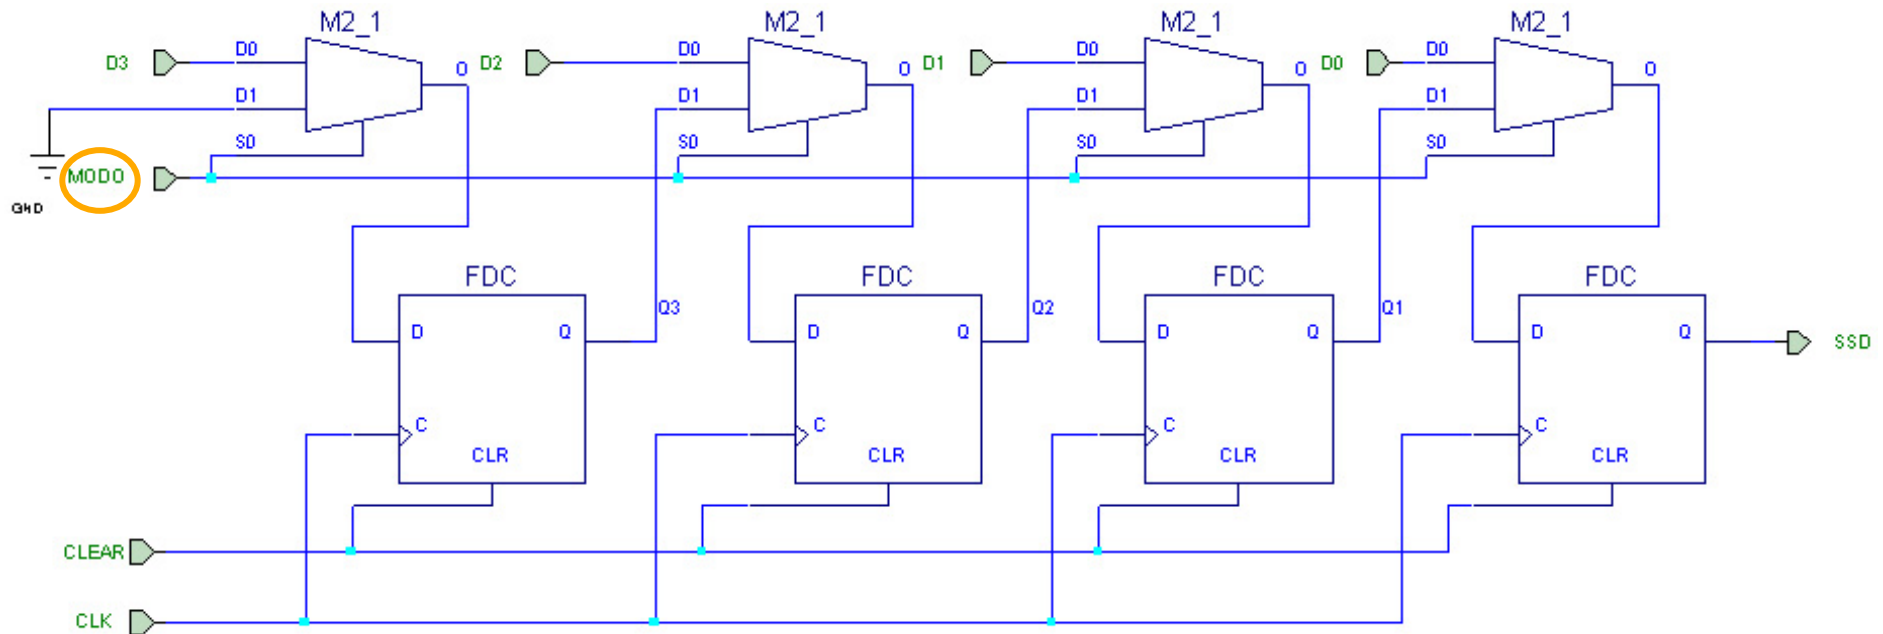 M2_1 M2_1 M2_1 M2_1
D3 D0 O D2 D0 O D1 D0 O D0 D0 O
D1 D1 D1 D1
S0 S0 S0 S0
MODO
GND
FDC FDC FDC FDC
Q3 Q2 Q1
D Q D Q D Q D Q SSD
C C C C
CLR CLR CLR CLR
CLEAR
CLK